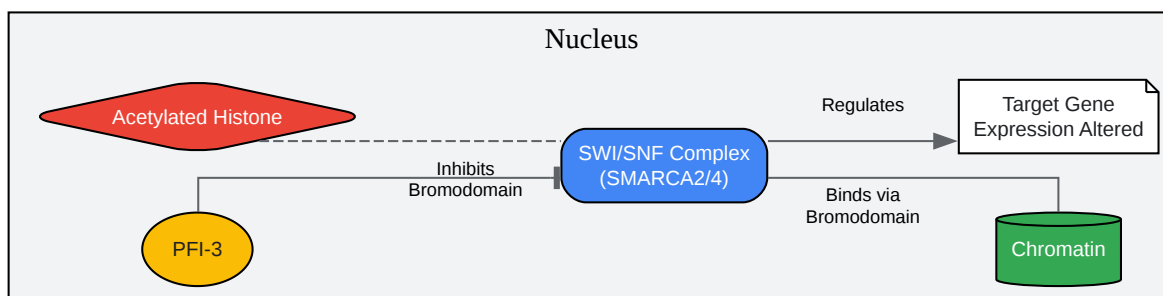 Nucleus
Acetylated Histone
Regulates
Target Gene
Expression Altered
SWI/SNF Complex
(SMARCA2/4)
Inhibits
Bromodomain
Binds via
Bromodomain
PFI-3
Chromatin